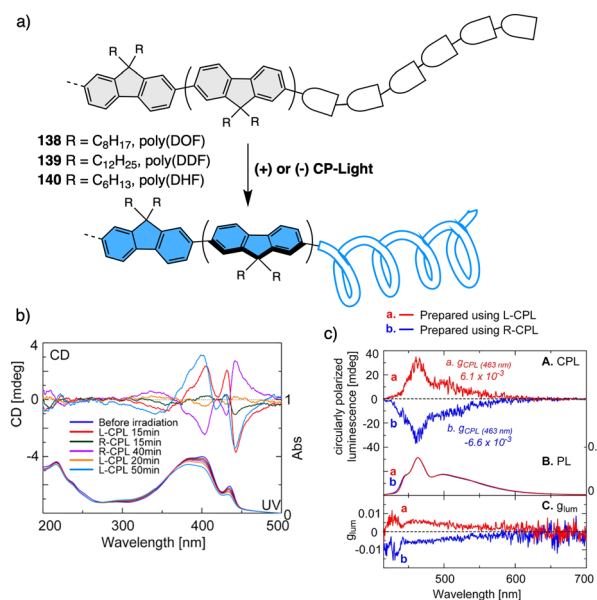 a)
R R
R R
138 R = C8H17, poly(DOF)
139 R = C12H25, poly(DDF)
140 R = C6H13, poly(DHF)
(+) or (-) CP-Light
R R
R R
b)
CD
CD [mdeg]
4
0
-4
1
0
Abs
Before irradiation
L-CPL 15min
R-CPL 15min
R-CPL 40min
L-CPL 20min
L-CPL 50min
UV
200 300 400 500
Wavelength [nm]
a. Prepared using L-CPL
b. Prepared using R-CPL
c)
circularly polarized
luminescence [mdeg]
40
20
0
-20
-40
a
b
a. gCPL (463 nm)
6.1 x 10-3
A. CPL
b. gCPL (463 nm)
-6.6 x 10-3
0.
B. PL
a
b
0
C. glum
glum
0.01
0
-0.01
a
b
500 600 700
Wavelength [nm]